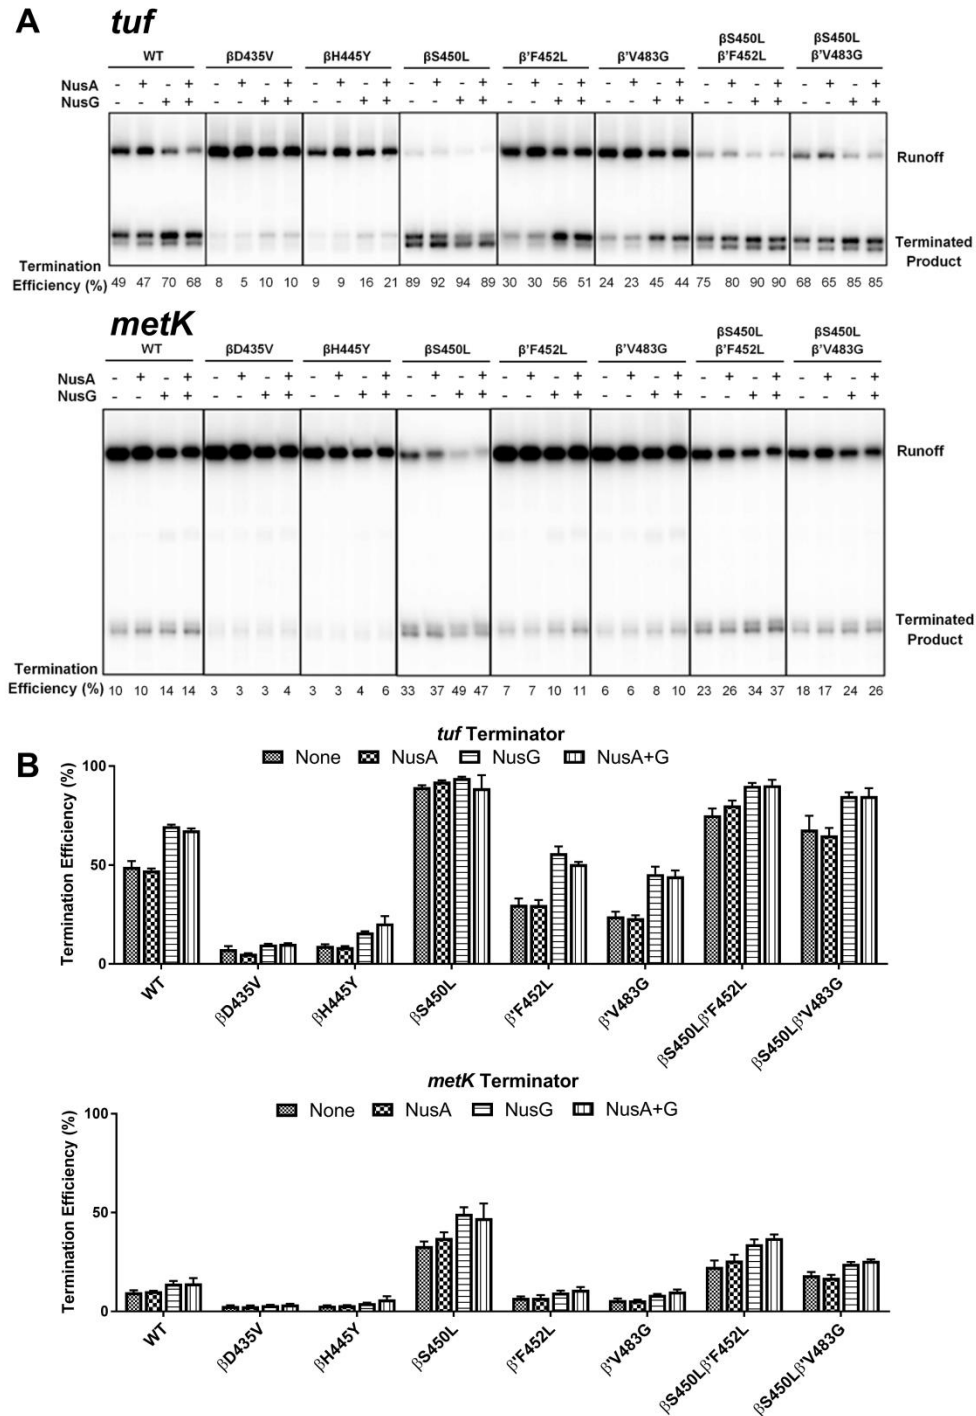 A
tuf
WT βD435V βH445Y βS450L β'F452L β'V483G βS450L β'F452L βS450L β'V483G
NusA - + - + - + - + - + - + - + - + - + - + - + - + - + - + - + - +
NusG - - + + - - + + - - + + - - + + - - + + - - + + - - + + - - + +
Runoff
Terminated Product
Termination Efficiency (%) 49 47 70 68 8 5 10 10 9 9 16 21 89 92 94 89 30 30 56 51 24 23 45 44 75 80 90 90 68 65 85 85
metK
WT βD435V βH445Y βS450L β'F452L β'V483G βS450L β'F452L βS450L β'V483G
NusA - + - + - + - + - + - + - + - + - + - + - + - + - + - + - + - +
NusG - - + + - - + + - - + + - - + + - - + + - - + + - - + + - - + +
Runoff
Terminated Product
Termination Efficiency (%) 10 10 14 14 3 3 3 4 3 3 4 6 33 37 49 47 7 7 10 11 6 6 8 10 23 26 34 37 18 17 24 26
B
tuf Terminator
None NusA NusG NusA+G
Termination Efficiency (%)
100
50
0
WT βD435V βH445Y βS450L β'F452L β'V483G βS450Lβ'F452L βS450Lβ'V483G
metK Terminator
None NusA NusG NusA+G
Termination Efficiency (%)
100
50
0
WT βD435V βH445Y βS450L β'F452L β'V483G βS450Lβ'F452L βS450Lβ'V483G